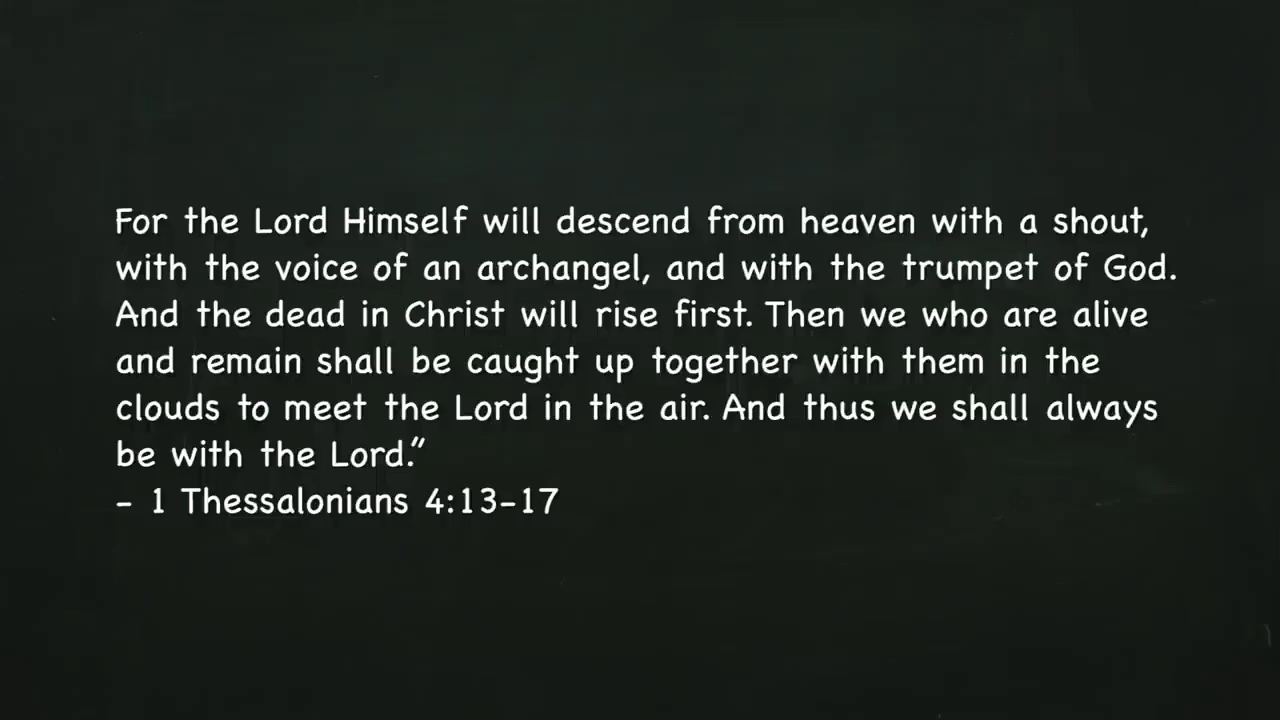 For the Lord Himself will descend from heaven with a shout,
with the voice of an archangel, and with the trumpet of God.
And the dead in Christ will rise first. Then we who are alive
and remain shall be caught up together with them in the
clouds to meet the Lord in the air. And thus we shall always
be with the Lord.”
– 1 Thessalonians 4:13-17